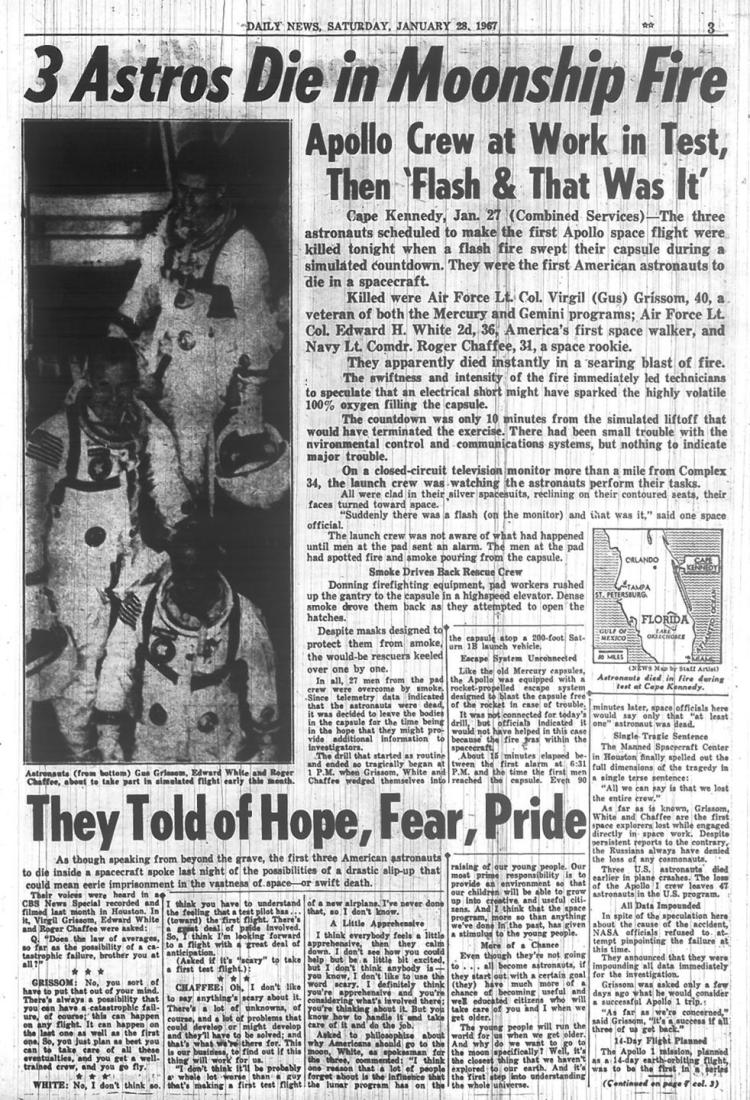 DAILY NEWS, SATURDAY, JANUARY 28, 1967
** 3
3 Astros Die in Moonship Fire
Apollo Crew at Work in Test,
Then 'Flash & That Was It'
Cape Kennedy, Jan. 27 (Combined Services)—The three
astronauts scheduled to make the first Apollo space flight were
killed tonight when a flash fire swept their capsule during a
simulated countdown. They were the first American astronauts to
die in a spacecraft.
Killed were Air Force Lt. Col. Virgil (Gus) Grissom, 40, a
veteran of both the Mercury and Gemini programs; Air Force Lt.
Col. Edward H. White 2d, 36, America's first space walker, and
Navy Lt. Comdr. Roger Chaffee, 31, a space rookie.
They apparently died instantly in a searing blast of fire.
The swiftness and intensity of the fire immediately led technicians
to speculate that an electrical short might have sparked the highly volatile
100% oxygen filling the capsule.
The countdown was only 10 minutes from the simulated liftoff that
would have terminated the exercise. There had been small trouble with the
nvironmental control and communications systems, but nothing to indicate
major trouble.
On a closed-circuit television monitor more than a mile from Complex
34, the launch crew was watching the astronauts perform their tasks.
All were clad in their silver spacesuits, reclining on their contoured seats, their
faces turned toward space.
"Suddenly there was a flash (on the monitor) and that was it," said one space
official.
The launch crew was not aware of what had happened
until men at the pad sent an alarm. The men at the pad
had spotted fire and smoke pouring from the capsule.
Smoke Drives Back Rescue Crew
Donning firefighting equipment, pad workers rushed
up the gantry to the capsule in a highspeed elevator. Dense
smoke drove them back as they attempted to open the
hatches.
Despite masks designed to
protect them from smoke,
the would-be rescuers keeled
over one by one.
In all, 27 men from the pad
crew were overcome by smoke.
Since telemetry data indicated
that the astronauts were dead,
it was decided to leave the bodies
in the capsule for the time being
in the hope that they might pro-
vide additional information to
investigators.
The drill that started as routine
and ended so tragically began at
1 P.M. when Grissom, White and
Chaffee wedged themselves into
the capsule atop a 200-foot Sat-
urn 1B launch vehicle.
Escape System Unconnected
Like the old Mercury capsules,
the Apollo was equipped with a
rocket-propelled escape system
designed to blast the capsule free
of the rocket in case of trouble.
It was not connected for today's
drill, but officials indicated it
would not have helped in this case
because the fire was within the
spacecraft.
About 15 minutes elapsed be-
tween the first alarm at 6:31
P.M. and the time the first men
reached the capsule. Even 90
ORLANDO
CAPE
KENNEDY
TAMPA
ST. PETERSBURG
FLORIDA
GULF OF
MEXICO
LAKE
OKEECHOBEE
ATLANTIC OCEAN
MIAMI
MILES
(NEWS Map by Staff Artist)
Astronauts died in fire during
test at Cape Kennedy.
minutes later, space officials here
would say only that "at least
one" astronaut was dead.
Single Tragic Sentence
The Manned Spacecraft Center
in Houston finally spelled out the
full dimensions of the tragedy in
a single terse sentence:
"All we can say is that we lost
the entire crew."
As far as is known, Grissom,
White and Chaffee are the first
space explorers lost while engaged
directly in space work. Despite
persistent reports to the contrary,
the Russians always have denied
the loss of any cosmonauts.
Three U.S. astronauts died
earlier in plane crashes. The loss
of the Apollo I crew leaves 47
astronauts in the U.S. program.
All Data Impounded
In spite of the speculation here
about the cause of the accident,
NASA officials refused to at-
tempt pinpointing the failure at
this time.
They announced that they were
impounding all data immediately
for the investigation.
Grissom was asked only a few
days ago what he would consider
a successful Apollo 1 trip.
"As far as we're concerned,"
said Grissom, "it's a success if all
three of us get back."
14-Day Flight Planned
The Apollo 1 mission, planned
as a 14-day earth-orbiting flight,
was to be the first in a series
(Continued on page col. 3)
Astronauts (from bottom) Gus Grissom, Edward White and Roger
Chaffee, about to take part in simulated flight early this month.
They Told of Hope, Fear, Pride
As though speaking from beyond the grave, the first three American astronauts
to die inside a spacecraft spoke last night of the possibilities of a drastic slip-up that
could mean eerie imprisonment in the vastness of space—or swift death.
Their voices were heard in a
CBS News Special recorded and
filmed last month in Houston. In
it, Virgil Grissom, Edward White
and Roger Chaffee were asked:
Q. "Does the law of averages,
so far as the possibility of a ca-
tastrophic failure, brother you at
all?"
★ ★ ★
GRISSOM: No, you sort of
have to put that out of your mind.
There's always a possibility that
you can have a catastrophic fail-
ure, of course; this can happen
on any flight. It can happen on
the last one as well as the first
one. So, you just plan as best you
can to take care of all these
eventualities, and you get a well-
trained crew, and you go fly.
★ ★ ★
WHITE: No, I don't think so.
I think you have to understand
the feeling that a test pilot has . . .
(toward) the first flight. There's
a great deal of pride involved.
So, I think I'm looking forward
to a flight with a great deal of
anticipation.
(Asked if it's "scary" to take
a first test flight.):
★ ★ ★
CHAFFEE: Oh, I don't like
to say anything's scary about it.
There's a lot of unknowns, of
course, and a lot of problems that
could develop or might develop
and they'll have to be solved; and
that's what we're there for. This
is our business, to find out if this
thing will work for us.
"I don't think it'll be probably
a whole lot worse than a guy
that's making a first test flight
of a new airplane. I've never done
that, so I don't know.
A Little Apprehensive
I think everybody feels a little
apprehensive, then they calm
down. I don't see how you could
help but be a little bit excited,
but I don't think anybody is—
you know, I don't like to use the
word scary. I definitely think
you're apprehensive and you're
considering what's involved there;
you're thinking about it. But you
know how to handle it and take
care of it and do the job.
Asked to philosophize about
why Americans should go to the
moon, White, as spokesman for
the three, commented: "I think
one reason that a lot of people
forget about is the influence that
the lunar program has on the
raising of our young people. Our
most prime responsibility is to
provide an environment so that
our children will be able to grow
up into creative and useful citi-
zens. And I think that the space
program, more so than anything
we've done in the past, has given
a stimulus to the young people.
More of a Chance
Even though they're not going
to . . . all become astronauts, if
they start out with a certain goal
(they) have much more of a
chance of becoming useful and
well educated citizens who will
take care of you and I when we
get older.
The young people will run the
world for us when we get older.
And why do we want to go to
the moon specifically? Well, it's
the closest thing that we haven't
explored to our earth. And it's
the first step into understanding
the whole universe.